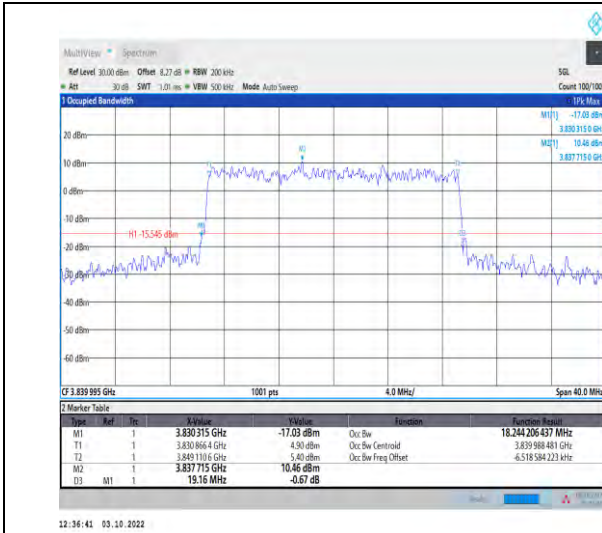 MultiView Spectrum
Ref Level 30.00 dBm Offset 8.27 dB RBW 200 kHz SGL
Att 30 dB SWT 1.01 ms VBW 500 kHz Mode Auto Sweep Count 100/100
1 Occupied Bandwidth 1Pk Max
M1[1] -17.03 dBm
3.830 315 0 GHz
M2[1] 10.46 dBm
3.837 715 0 GHz
20 dBm
10 dBm
0 dBm
-10 dBm
H1 -15.545 dBm
-20 dBm
-30 dBm
-40 dBm
-50 dBm
-60 dBm
CF 3.839 995 GHz 1001 pts 4.0 MHz/ Span 40.0 MHz
2 Marker Table
Type Ref Trc X-Value Y-Value Function Function Result
M1 1 3.830 315 GHz -17.03 dBm Occ Bw 18.244 206 437 MHz
T1 1 3.830 866 4 GHz 4.90 dBm Occ Bw Centroid 3.839 988 481 GHz
T2 1 3.849 110 6 GHz 5.40 dBm Occ Bw Freq Offset -6.518 584 223 kHz
M2 1 3.837 715 GHz 10.46 dBm
D3 M1 1 19.16 MHz -0.67 dB
12:36:41 03.10.2022